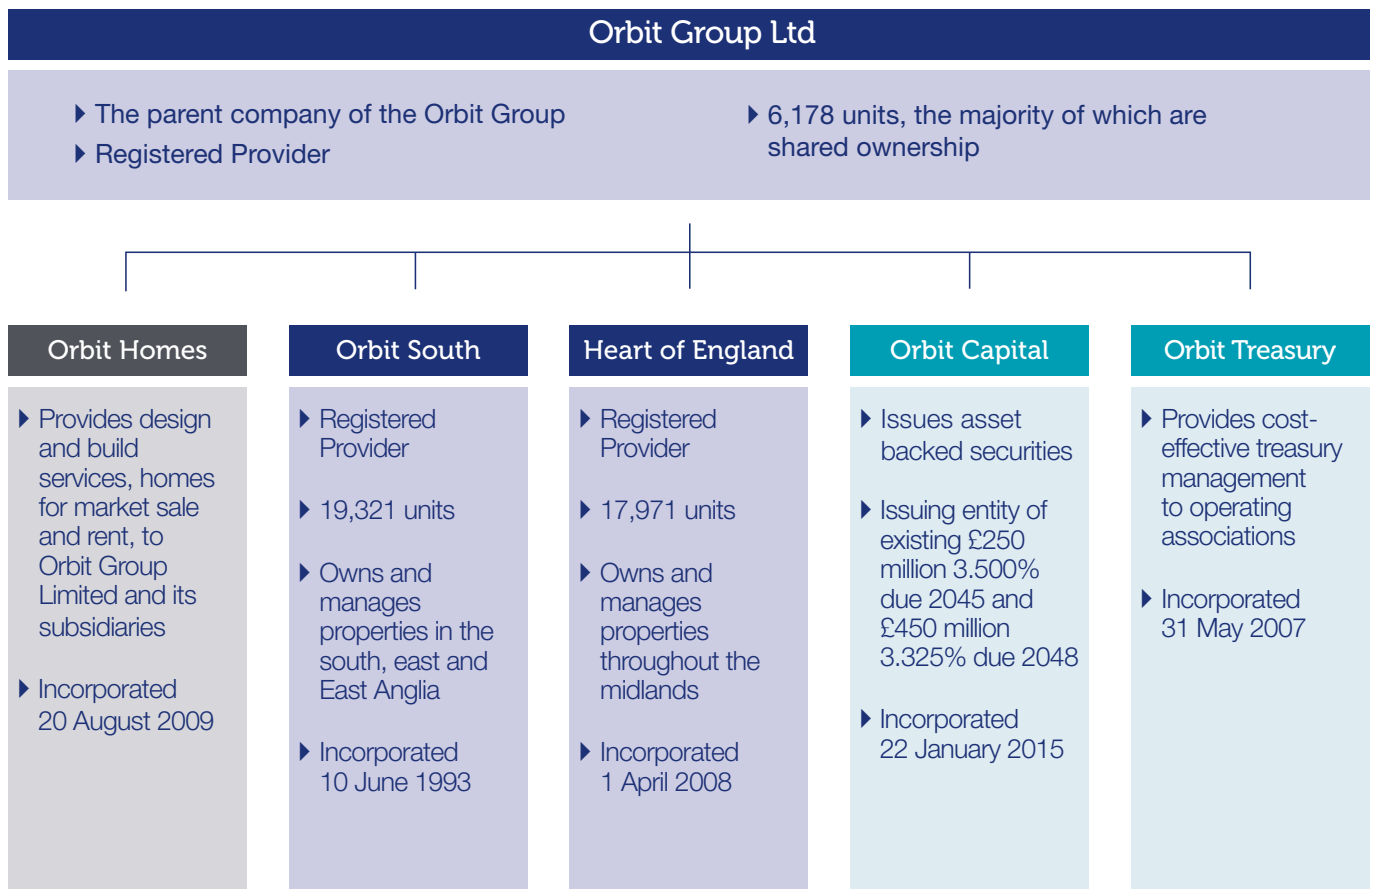 Orbit Group Ltd
The parent company of the Orbit Group
Registered Provider
6,178 units, the majority of which are
shared ownership
Orbit Homes
Provides design
and build
services, homes
for market sale
and rent, to
Orbit Group
Limited and its
subsidiaries
Incorporated
20 August 2009
Orbit South
Registered
Provider
19,321 units
Owns and
manages
properties in the
south, east and
East Anglia
Incorporated
10 June 1993
Heart of England
Registered
Provider
17,971 units
Owns and
manages
properties
throughout the
midlands
Incorporated
1 April 2008
Orbit Capital
Issues asset
backed securities
Issuing entity of
existing £250
million 3.500%
due 2045 and
£450 million
3.325% due 2048
Incorporated
22 January 2015
Orbit Treasury
Provides cost-
effective treasury
management
to operating
associations
Incorporated
31 May 2007